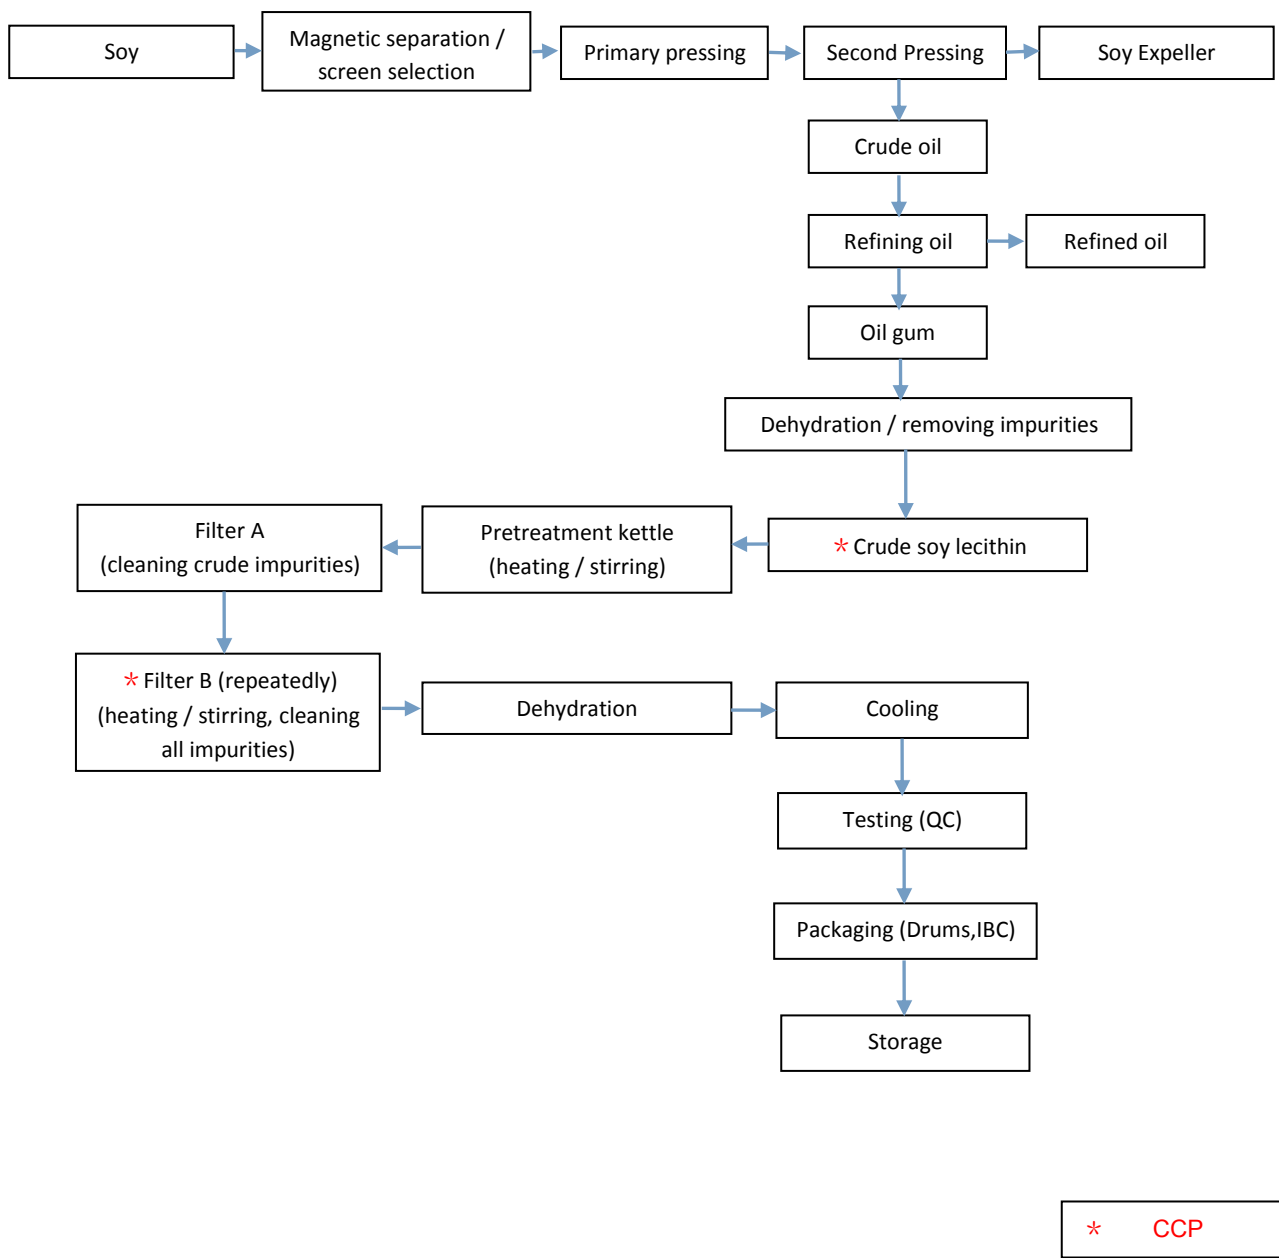 Soy
Magnetic separation /
screen selection
Primary pressing
Second Pressing
Soy Expeller
Crude oil
Refining oil
Refined oil
Oil gum
Dehydration / removing impurities
* Crude soy lecithin
Pretreatment kettle
(heating / stirring)
Filter A
(cleaning crude impurities)
* Filter B (repeatedly)
(heating / stirring, cleaning
all impurities)
Dehydration
Cooling
Testing (QC)
Packaging (Drums,IBC)
Storage
* CCP